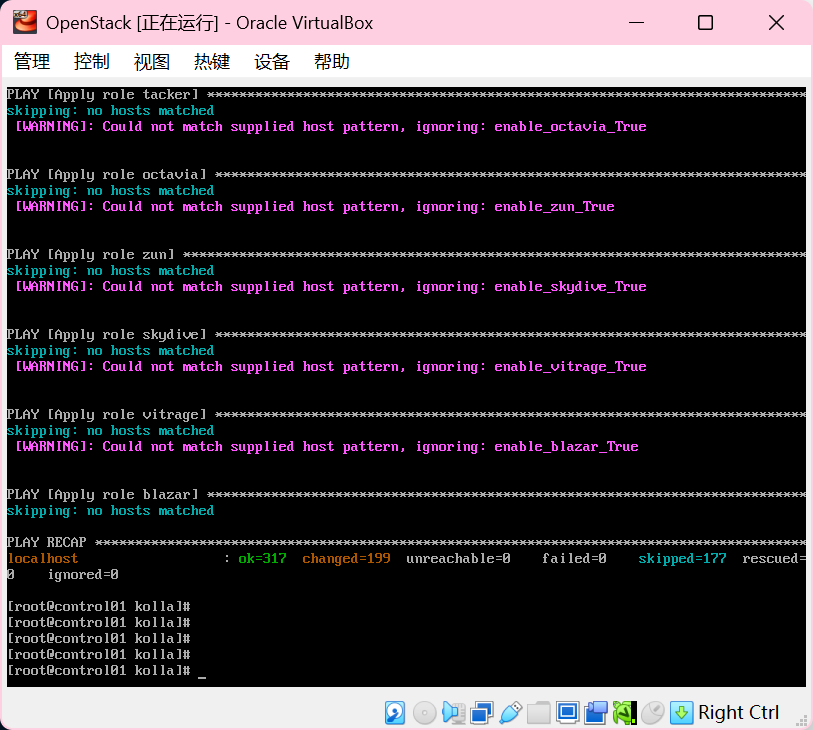 OpenStack [正在运行] - Oracle VirtualBox
管理 控制 视图 热键 设备 帮助
PLAY [Apply role tacker] ***************************************************************************
skipping: no hosts matched
[WARNING]: Could not match supplied host pattern, ignoring: enable_octavia_True
PLAY [Apply role octavia] **************************************************************************
skipping: no hosts matched
[WARNING]: Could not match supplied host pattern, ignoring: enable_zun_True
PLAY [Apply role zun] ******************************************************************************
skipping: no hosts matched
[WARNING]: Could not match supplied host pattern, ignoring: enable_skydive_True
PLAY [Apply role skydive] **************************************************************************
skipping: no hosts matched
[WARNING]: Could not match supplied host pattern, ignoring: enable_vitrage_True
PLAY [Apply role vitrage] **************************************************************************
skipping: no hosts matched
[WARNING]: Could not match supplied host pattern, ignoring: enable_blazar_True
PLAY [Apply role blazar] ***************************************************************************
skipping: no hosts matched
PLAY RECAP *****************************************************************************************
localhost                  : ok=317  changed=199  unreachable=0    failed=0    skipped=177  rescued=
0    ignored=0
[root@control01 kolla]#
[root@control01 kolla]#
[root@control01 kolla]#
[root@control01 kolla]#
[root@control01 kolla]# _
Right Ctrl